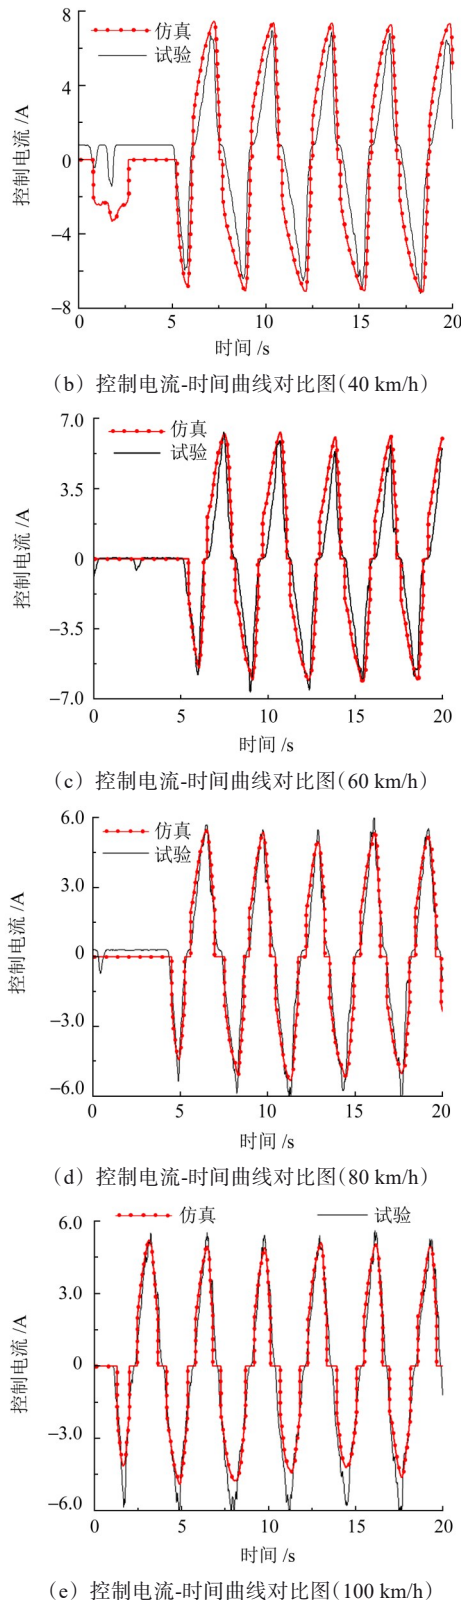 8
仿真
试验
4
0
−4
−8
控制电流 /A
0
5
10
15
20
时间 /s
（b）控制电流-时间曲线对比图(40 km/h)
7.0
仿真
试验
3.5
0
−3.5
−7.0
控制电流 /A
0
5
10
15
20
时间 /s
（c）控制电流-时间曲线对比图(60 km/h)
6.0
仿真
试验
3.0
0
−3.0
−6.0
控制电流 /A
0
5
10
15
20
时间 /s
（d）控制电流-时间曲线对比图(80 km/h)
仿真
试验
6.0
3.0
0
−3.0
−6.0
控制电流 /A
0
5
10
15
20
时间 /s
（e）控制电流-时间曲线对比图(100 km/h)